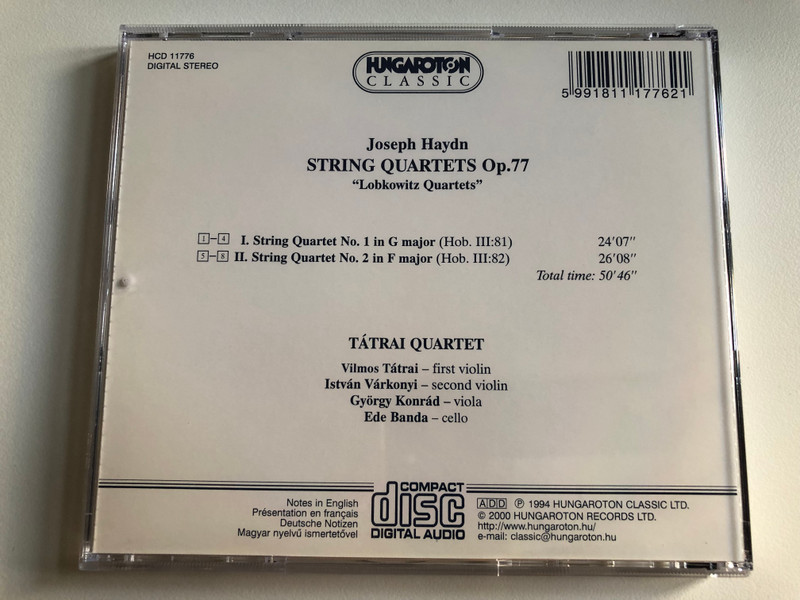 HCD 11776
DIGITAL STEREO
HUNGAROTON
CLASSIC
5 991811 177621
Joseph Haydn
STRING QUARTETS Op.77
“Lobkowitz Quartets”
1–4 I. String Quartet No. 1 in G major (Hob. III:81) 24’07”
5–8 II. String Quartet No. 2 in F major (Hob. III:82) 26’08”
Total time: 50’46”
TÁTRAI QUARTET
Vilmos Tátrai – first violin
István Várkonyi – second violin
György Konrád – viola
Ede Banda – cello
Notes in English
Présentation en français
Deutsche Notizen
Magyar nyelvű ismertetővel
COMPACT
disc
DIGITAL AUDIO
ADD ℗ 1994 HUNGAROTON CLASSIC LTD.
© 2000 HUNGAROTON RECORDS LTD.
http://www.hungaroton.hu/
e-mail: classic@hungaroton.hu